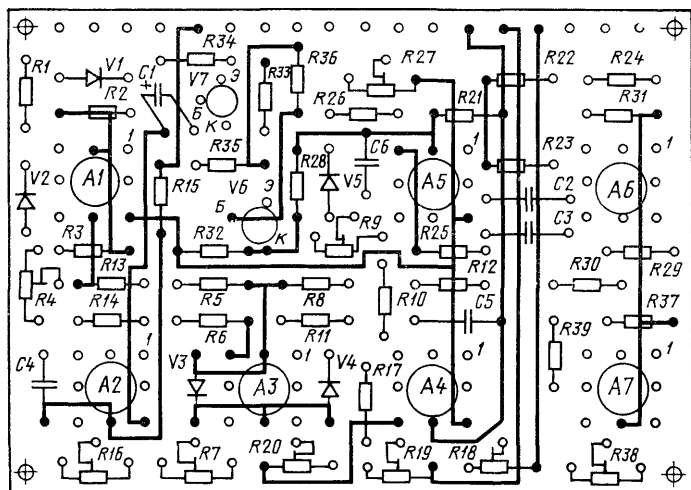 R34 R36 R27 R22 R24
R1 V1 C1 + V7 Э R33 R26 R21 R31
R2 Б К
1 R35 C6 1 R23 1
V2 A1 R15 V6 Э R28 V5 A5 C2 A6
Б R9 C3
R3 R32 К R25
R13 R12 R30 R29
R4 R14 R5 R8 R10
R6 R11 C5 R39 R37
1 1 1 1
C4 A2 V3 A3 V4 R17 A4 A7
R16 R7 R20 R19 R18 R38